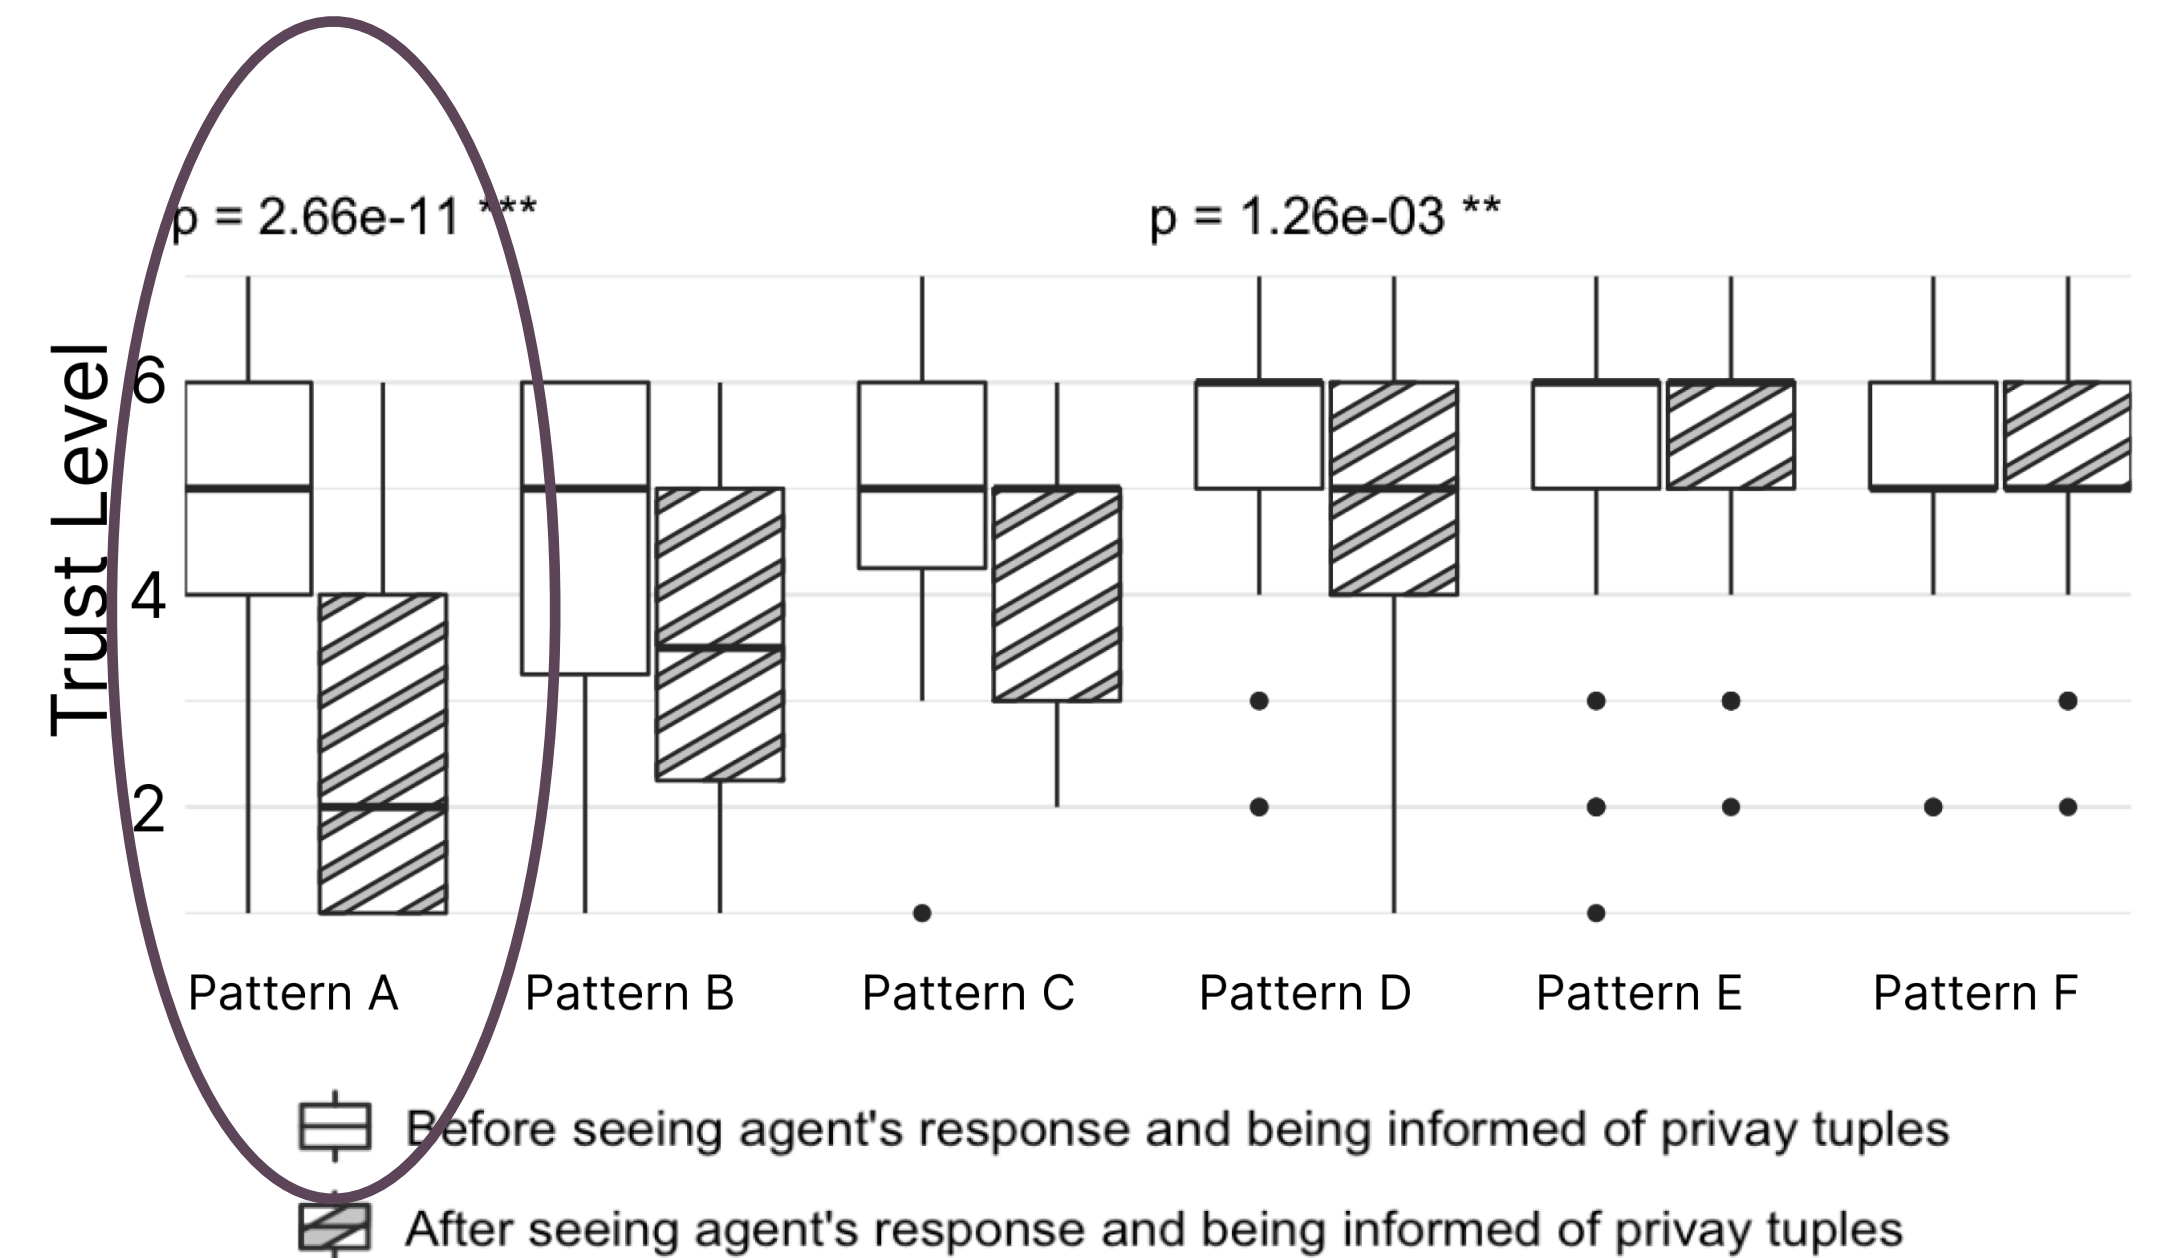 p = 2.66e-11 ***
p = 1.26e-03 **
Trust Level
6
4
2
Pattern A
Pattern B
Pattern C
Pattern D
Pattern E
Pattern F
Before seeing agent's response and being informed of privay tuples
After seeing agent's response and being informed of privay tuples